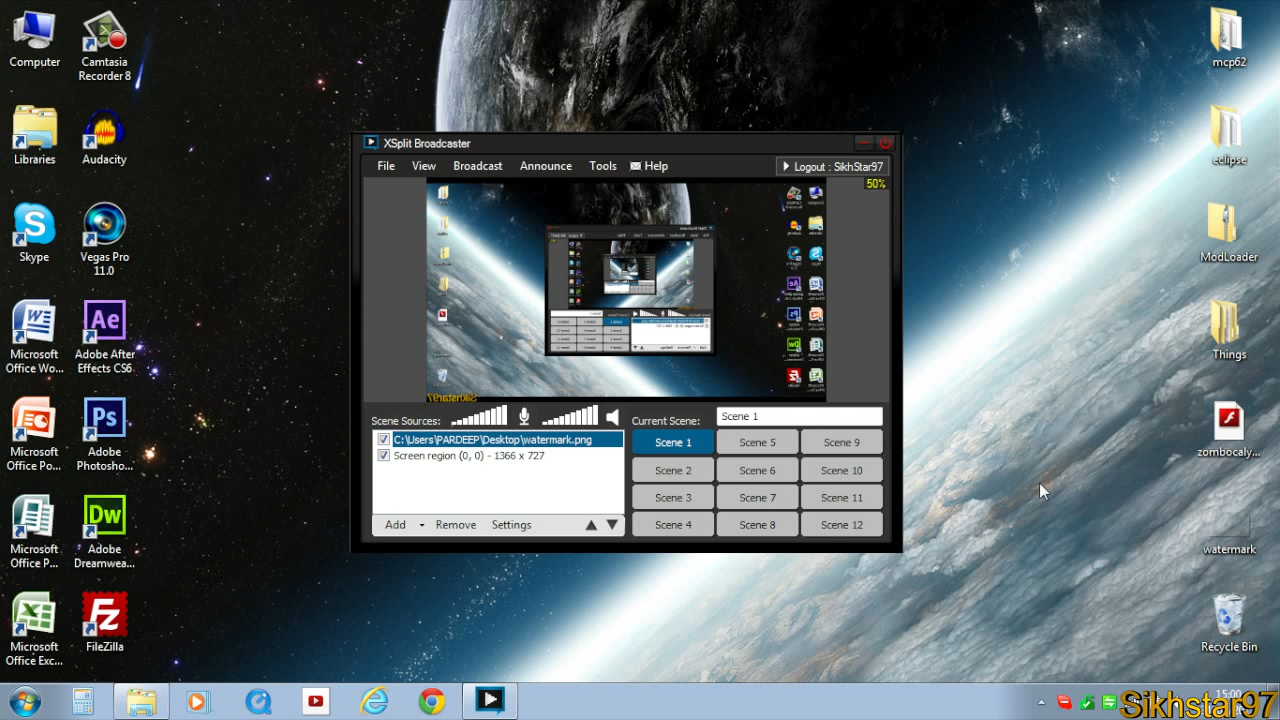 Computer
Camtasia
Recorder 8
Libraries
Audacity
Skype
Vegas Pro
11.0
Microsoft
Office Wo...
Adobe After
Effects CS6
Microsoft
Office Po...
Adobe
Photosho...
Microsoft
Office P...
Adobe
Dreamwea...
Microsoft
Office Exc...
FileZilla
XSplit Broadcaster
File View Broadcast Announce Tools Help
Logout : SikhStar97
50%
Scene Sources:
Current Scene:
Scene 1
C:\Users\PARDEEP\Desktop\watermark.png
Screen region (0, 0) - 1366 x 727
Add Remove Settings
Scene 1 Scene 5 Scene 9
Scene 2 Scene 6 Scene 10
Scene 3 Scene 7 Scene 11
Scene 4 Scene 8 Scene 12
mcp62
eclipse
ModLoader
Things
zombocaly...
watermark
Recycle Bin
15:00
Sikhstar97